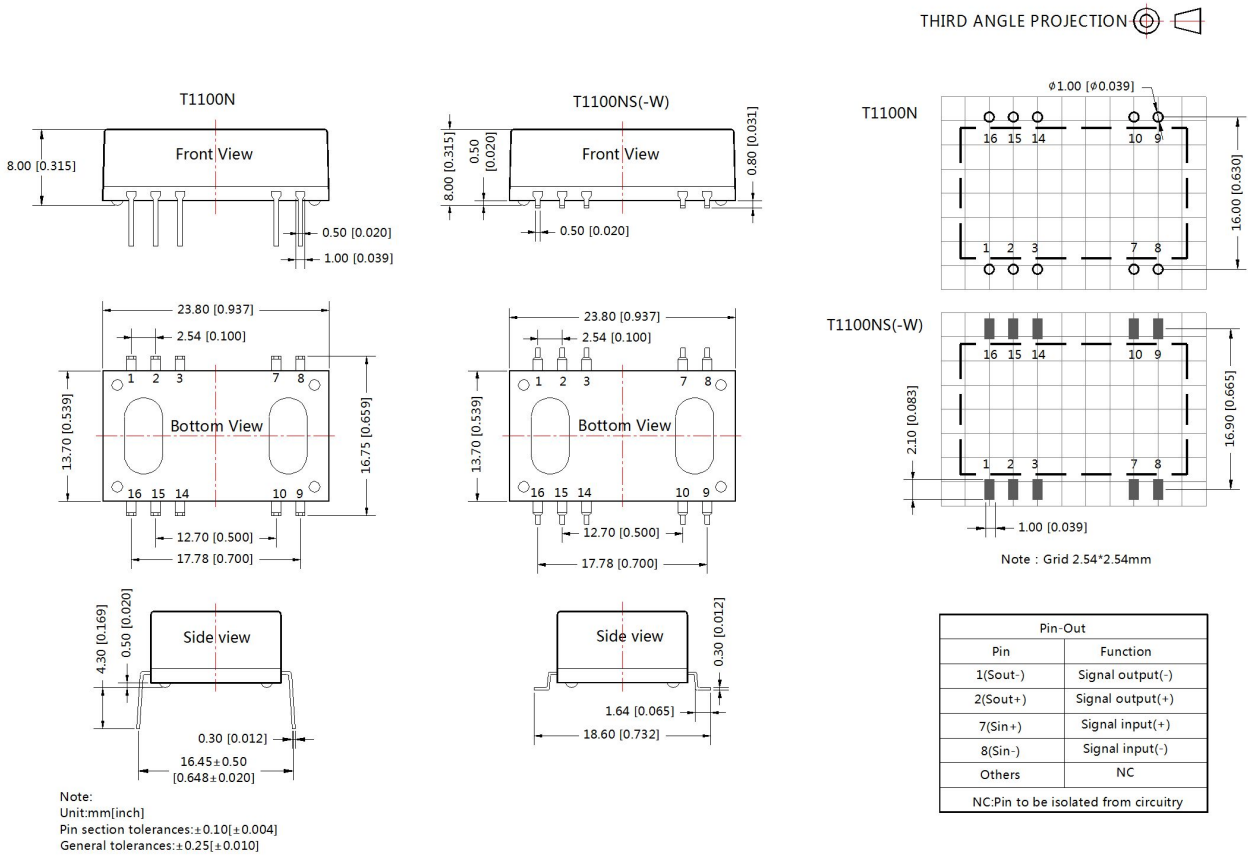 THIRD ANGLE PROJECTION
T1100N
Front View
8.00 [0.315]
0.50 [0.020]
1.00 [0.039]
T1100NS(-W)
Front View
8.00 [0.315]
0.50
[0.020]
0.80 [0.031]
0.50 [0.020]
T1100N
Φ1.00 [Φ0.039]
16 15 14 10 9
1 2 3 7 8
16.00 [0.630]
23.80 [0.937]
2.54 [0.100]
1 2 3 7 8
Bottom View
13.70 [0.539]
16.75 [0.659]
16 15 14 10 9
12.70 [0.500]
17.78 [0.700]
23.80 [0.937]
2.54 [0.100]
1 2 3 7 8
Bottom View
13.70 [0.539]
16 15 14 10 9
12.70 [0.500]
17.78 [0.700]
T1100NS(-W)
16 15 14 10 9
1 2 3 7 8
2.10 [0.083]
16.90 [0.665]
1.00 [0.039]
Note : Grid 2.54*2.54mm
4.30 [0.169]
0.50 [0.020]
Side view
0.30 [0.012]
16.45±0.50
[0.648±0.020]
Side view
0.30 [0.012]
1.64 [0.065]
18.60 [0.732]
Pin-Out
Pin Function
1(Sout-) Signal output(-)
2(Sout+) Signal output(+)
7(Sin+) Signal input(+)
8(Sin-) Signal input(-)
Others NC
NC:Pin to be isolated from circuitry
Note:
Unit:mm[inch]
Pin section tolerances:±0.10[±0.004]
General tolerances:±0.25[±0.010]